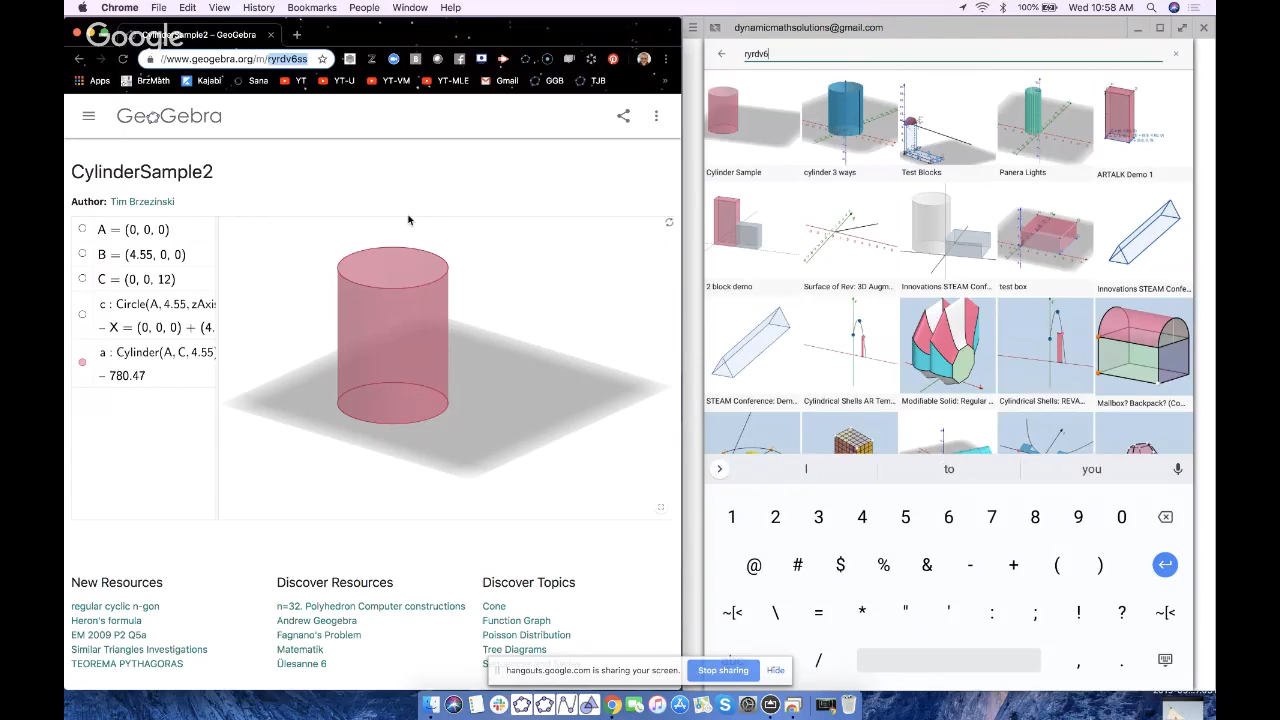 Chrome File Edit View History Bookmarks People Window Help
100% Wed 10:58 AM
Google
CylinderSample2 – GeoGebra
//www.geogebra.org/m/ryrdv6ss
Apps BrzMath Kajabi Sana YT YT-U YT-VM YT-MLE Gmail GGB TJB
GeoGebra
CylinderSample2
Author: Tim Brzezinski
A = (0, 0, 0)
B = (4.55, 0, 0)
C = (0, 0, 12)
c : Circle(A, 4.55, zAxis
– X = (0, 0, 0) + (4.
a : Cylinder(A, C, 4.55)
– 780.47
New Resources
regular cyclic n-gon
Heron's formula
EM 2009 P2 Q5a
Similar Triangles Investigations
TEOREMA PYTHAGORAS
Discover Resources
n=32. Polyhedron Computer constructions
Andrew Geogebra
Fagnano's Problem
Matematik
Ülesanne 6
Discover Topics
Cone
Function Graph
Poisson Distribution
Tree Diagrams
hangouts.google.com is sharing your screen. Stop sharing Hide
dynamicmathsolutions@gmail.com
ryrdv6
Cylinder Sample cylinder 3 ways Test Blocks Panera Lights ARTALK Demo 1
2 block demo Surface of Rev: 3D Augm... Innovations STEAM Conf... test box Innovations STEAM Confe...
STEAM Conference: Dem... Cylindrical Shells AR Tem... Modifiable Solid: Regular ... Cylindrical Shells: REVA... Mailbox? Backpack? (Co...
I to you
1 2 3 4 5 6 7 8 9 0
@ # $ % & - + ( )
~[< \ = * " ' : ; ! ? ~[<
/ , .